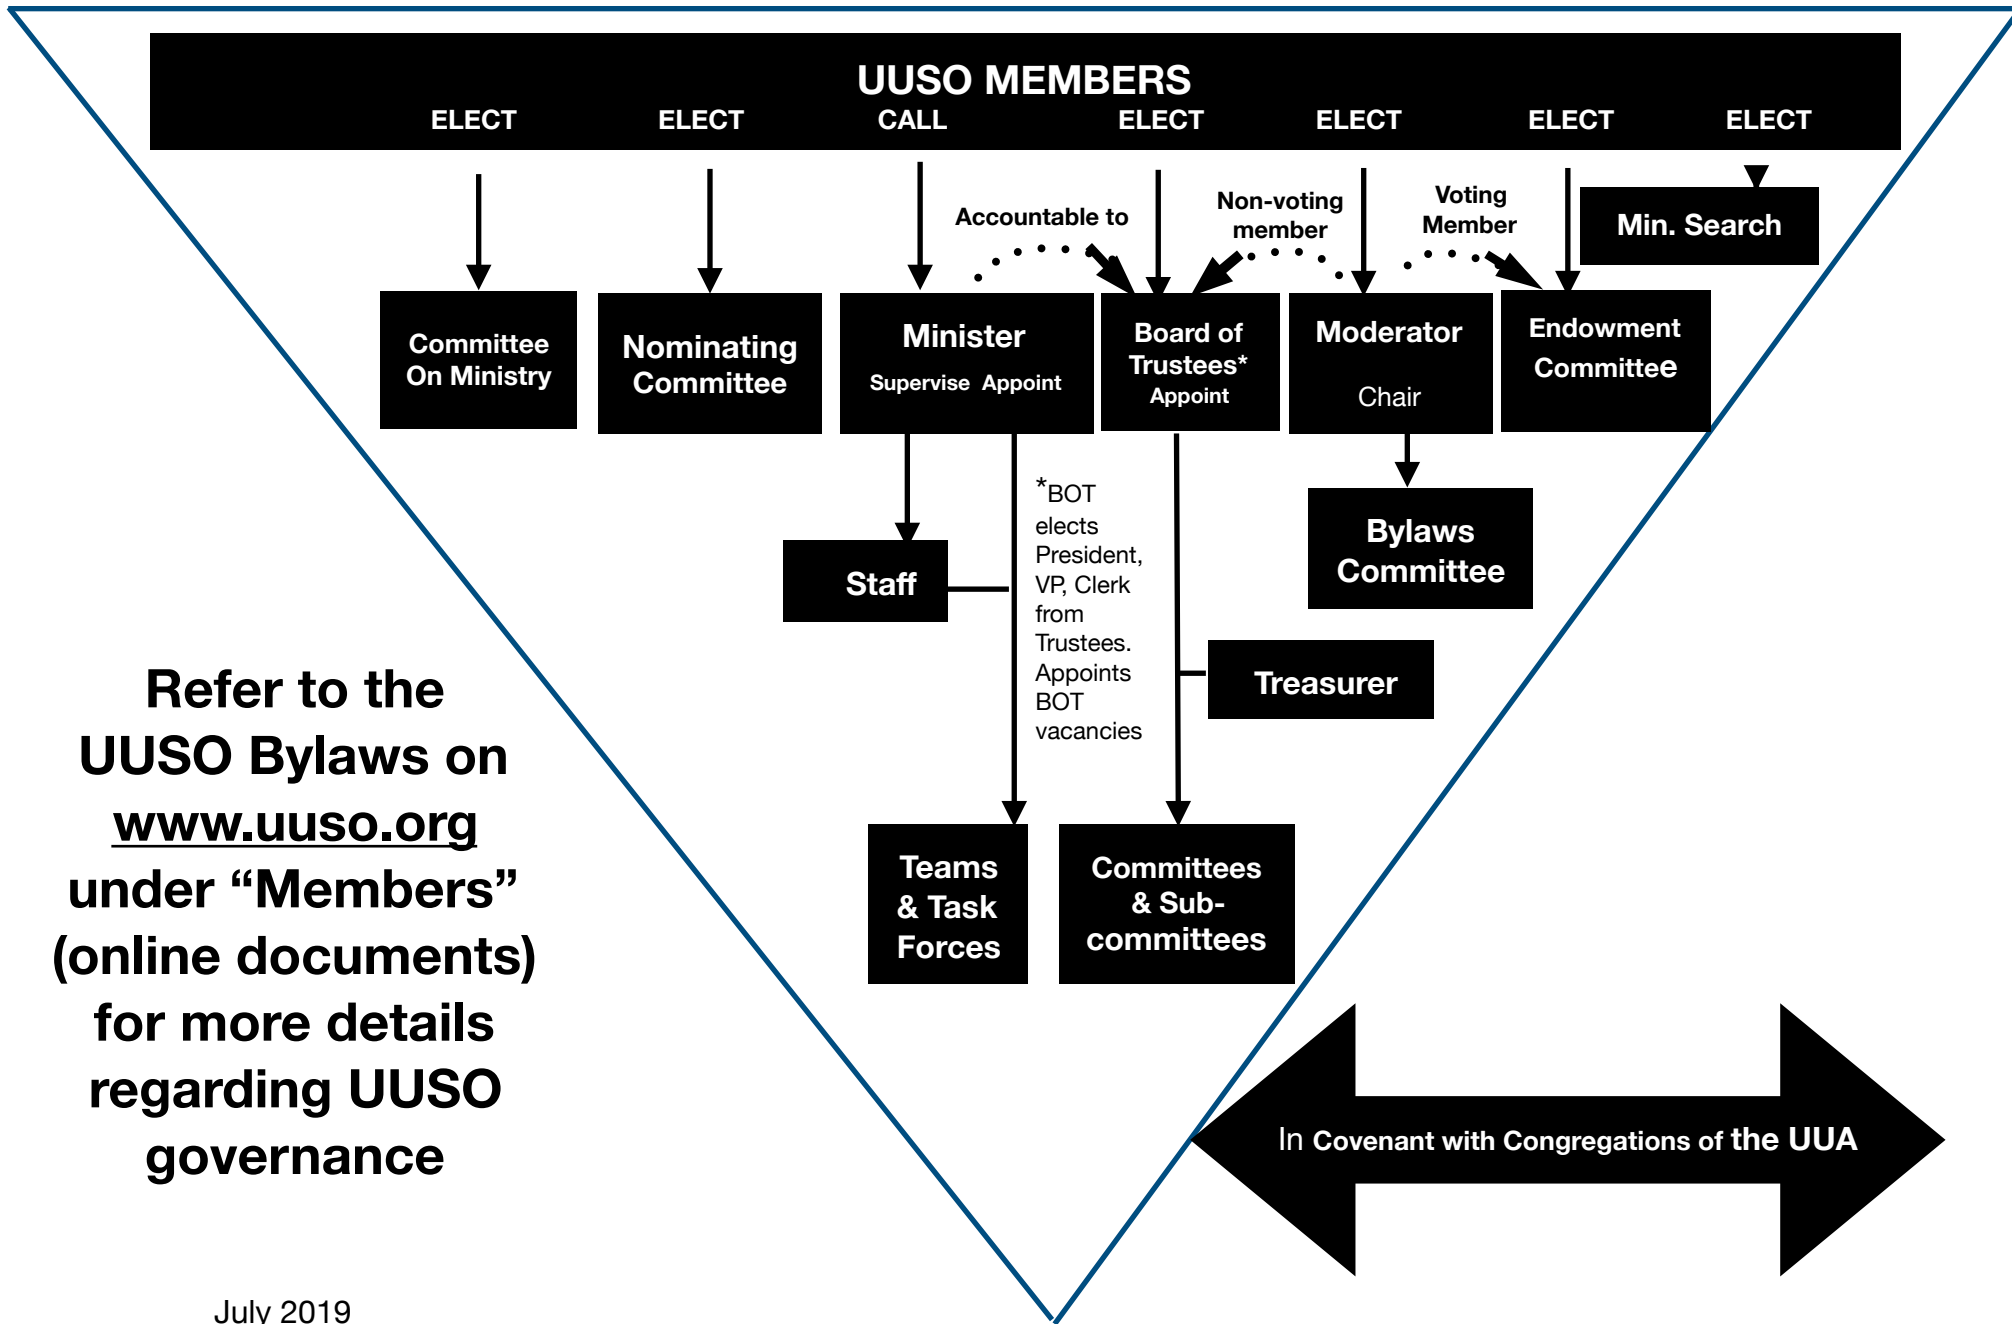 UUSO MEMBERS
ELECT ELECT CALL ELECT ELECT ELECT ELECT
Accountable to
Non-voting
member
Voting
Member
Min. Search
Committee
On Ministry
Nominating
Committee
Minister
Supervise Appoint
Board of
Trustees*
Appoint
Moderator
Chair
Endowment
Committee
*BOT
elects
President,
VP, Clerk
from
Trustees.
Appoints
BOT
vacancies
Staff
Bylaws
Committee
Treasurer
Teams
& Task
Forces
Committees
& Sub-
committees
Refer to the
UUSO Bylaws on
www.uuso.org
under “Members”
(online documents)
for more details
regarding UUSO
governance
In Covenant with Congregations of the UUA
July 2019